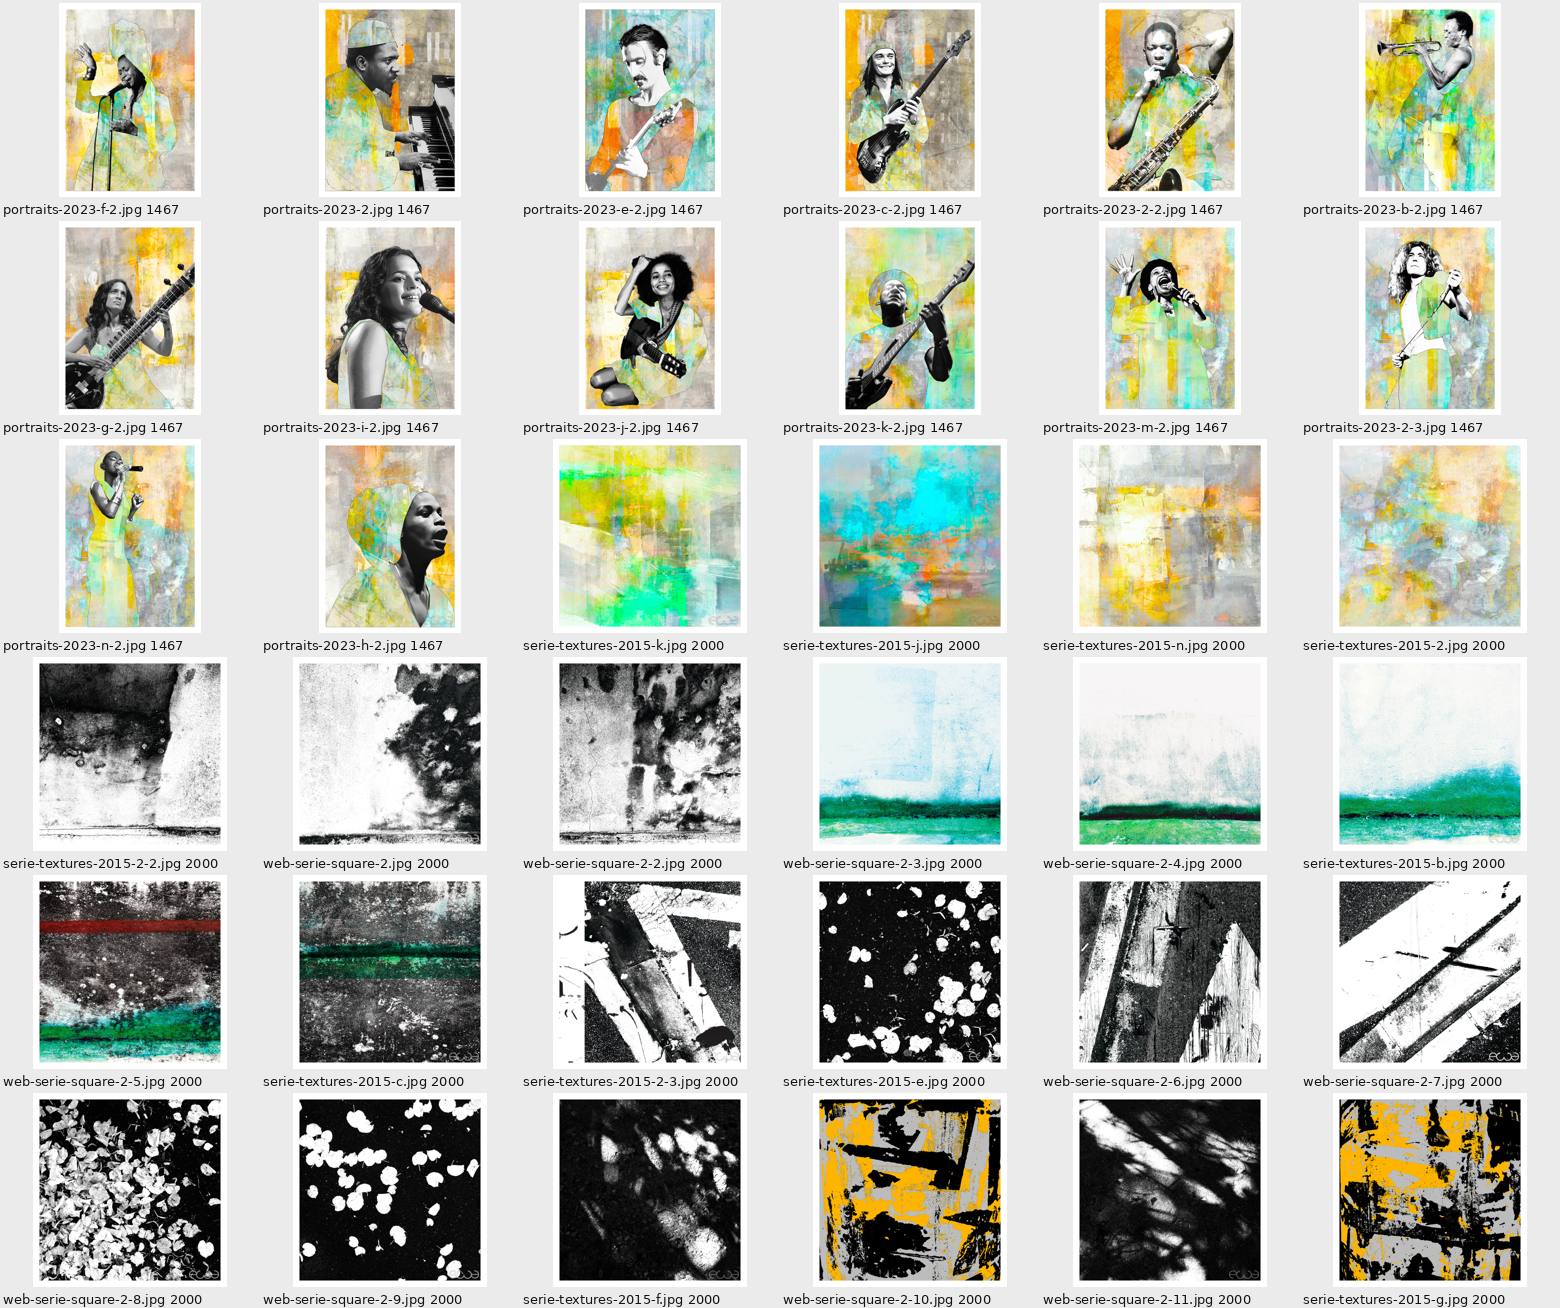 portraits-2023-f-2.jpg 1467
portraits-2023-2.jpg 1467
portraits-2023-e-2.jpg 1467
portraits-2023-c-2.jpg 1467
portraits-2023-2-2.jpg 1467
portraits-2023-b-2.jpg 1467
portraits-2023-g-2.jpg 1467
portraits-2023-i-2.jpg 1467
portraits-2023-j-2.jpg 1467
portraits-2023-k-2.jpg 1467
portraits-2023-m-2.jpg 1467
portraits-2023-2-3.jpg 1467
portraits-2023-n-2.jpg 1467
portraits-2023-h-2.jpg 1467
serie-textures-2015-k.jpg 2000
serie-textures-2015-j.jpg 2000
serie-textures-2015-n.jpg 2000
serie-textures-2015-2.jpg 2000
serie-textures-2015-2-2.jpg 2000
web-serie-square-2.jpg 2000
web-serie-square-2-2.jpg 2000
web-serie-square-2-3.jpg 2000
web-serie-square-2-4.jpg 2000
serie-textures-2015-b.jpg 2000
web-serie-square-2-5.jpg 2000
serie-textures-2015-c.jpg 2000
serie-textures-2015-2-3.jpg 2000
serie-textures-2015-e.jpg 2000
web-serie-square-2-6.jpg 2000
web-serie-square-2-7.jpg 2000
web-serie-square-2-8.jpg 2000
web-serie-square-2-9.jpg 2000
serie-textures-2015-f.jpg 2000
web-serie-square-2-10.jpg 2000
web-serie-square-2-11.jpg 2000
serie-textures-2015-g.jpg 2000